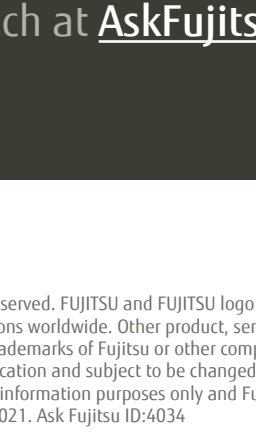 ch at AskFujits
served. FUJITSU and FUJITSU logo
ons worldwide. Other product, ser
ademarks of Fujitsu or other comp
cation and subject to be changed
information purposes only and Fu
021. Ask Fujitsu ID:4034